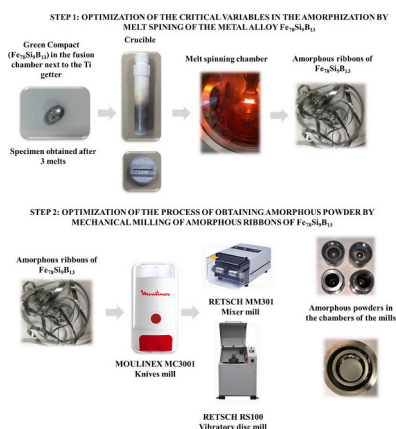 STEP 1: OPTIMIZATION OF THE CRITICAL VARIABLES IN THE AMORPHIZATION BY
MELT SPINING OF THE METAL ALLOY Fe₇₈Si₉B₁₃
Green Compact
(Fe₇₈Si₉B₁₃) in the fusion
chamber next to the Ti
getter
Crucible
Melt spinning chamber
Amorphous ribbons of
Fe₇₈Si₉B₁₃
Specimen obtained after
3 melts
STEP 2: OPTIMIZATION OF THE PROCESS OF OBTAINING AMORPHOUS POWDER BY
MECHANICAL MILLING OF AMORPHOUS RIBBONS OF Fe₇₈Si₉B₁₃
Amorphous ribbons of
Fe₇₈Si₉B₁₃
Moulinex
MOULINEX MC3001
Knives mill
RETSCH MM301
Mixer mill
RETSCH RS100
Vibratory disc mill
Amorphous powders in
the chambers of the mills